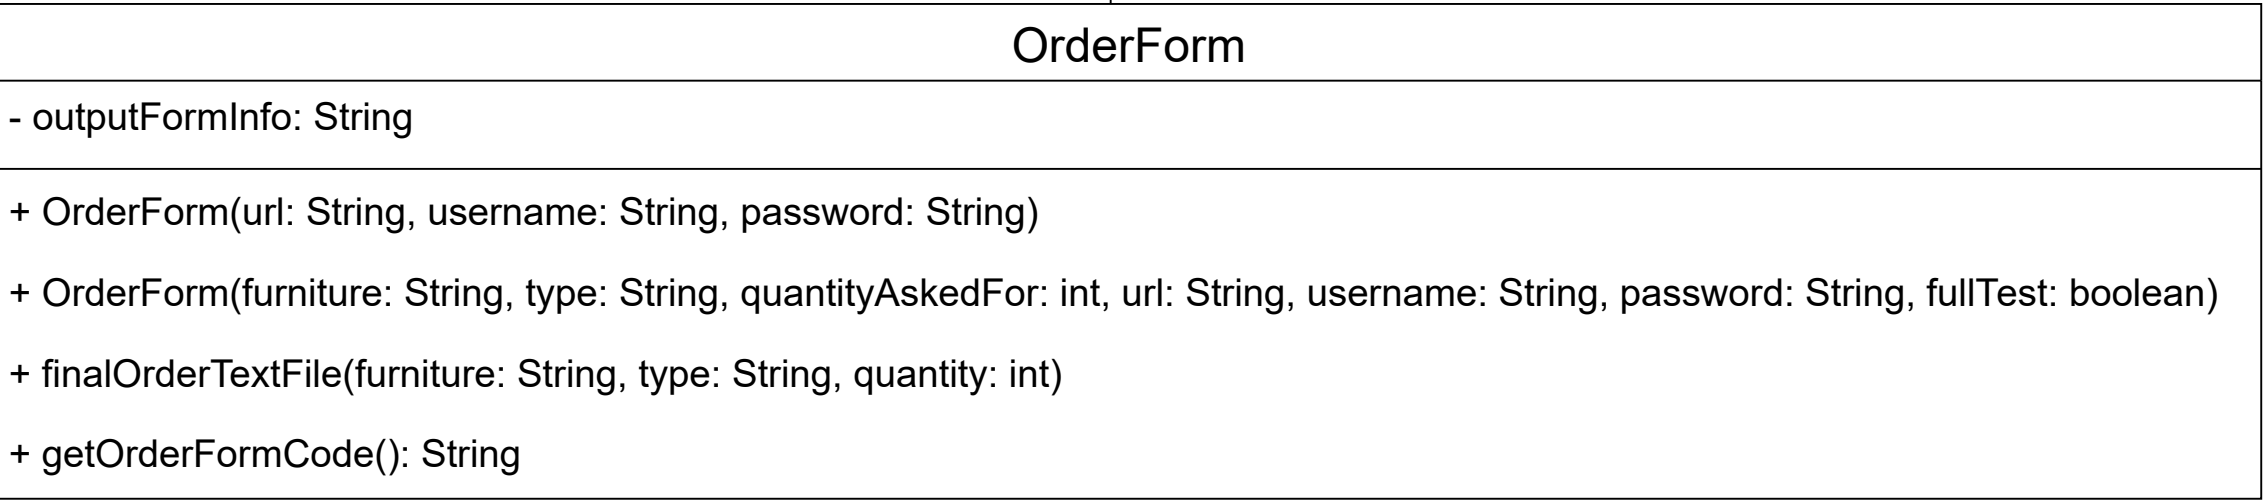 OrderForm
- outputFormInfo: String
+ OrderForm(url: String, username: String, password: String)
+ OrderForm(furniture: String, type: String, quantityAskedFor: int, url: String, username: String, password: String, fullTest: boolean)
+ finalOrderTextFile(furniture: String, type: String, quantity: int)
+ getOrderFormCode(): String